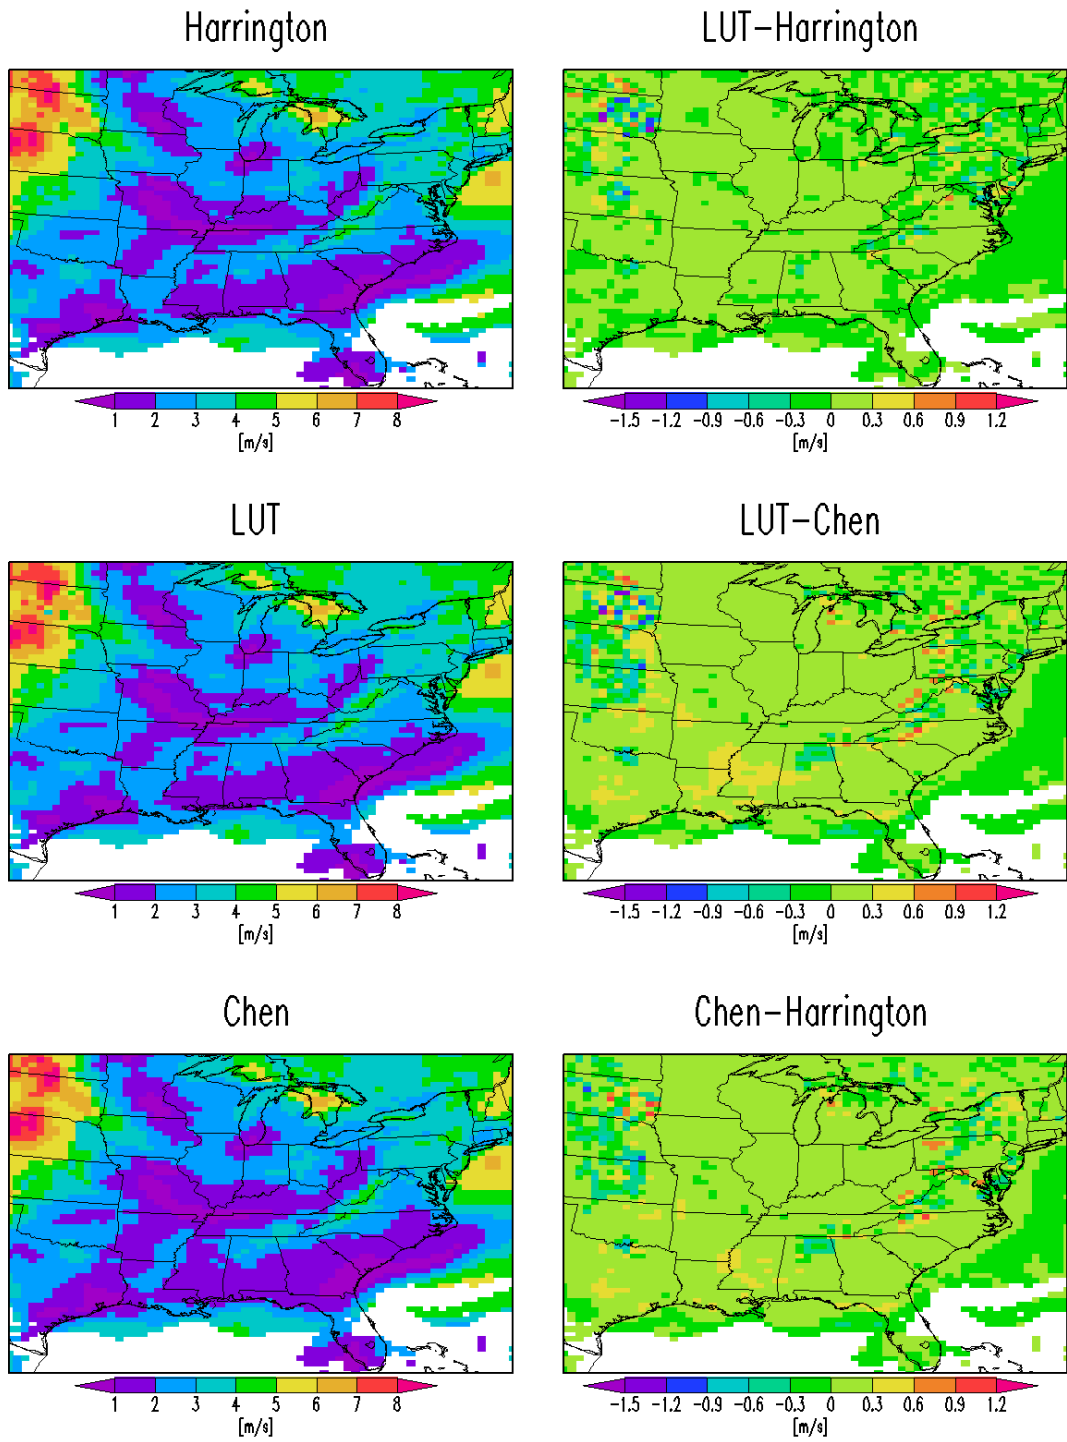 Harrington
LUT-Harrington
1 2 3 4 5 6 7 8
[m/s]
-1.5 -1.2 -0.9 -0.6 -0.3 0 0.3 0.6 0.9 1.2
[m/s]
LUT
LUT-Chen
1 2 3 4 5 6 7 8
[m/s]
-1.5 -1.2 -0.9 -0.6 -0.3 0 0.3 0.6 0.9 1.2
[m/s]
Chen
Chen-Harrington
1 2 3 4 5 6 7 8
[m/s]
-1.5 -1.2 -0.9 -0.6 -0.3 0 0.3 0.6 0.9 1.2
[m/s]